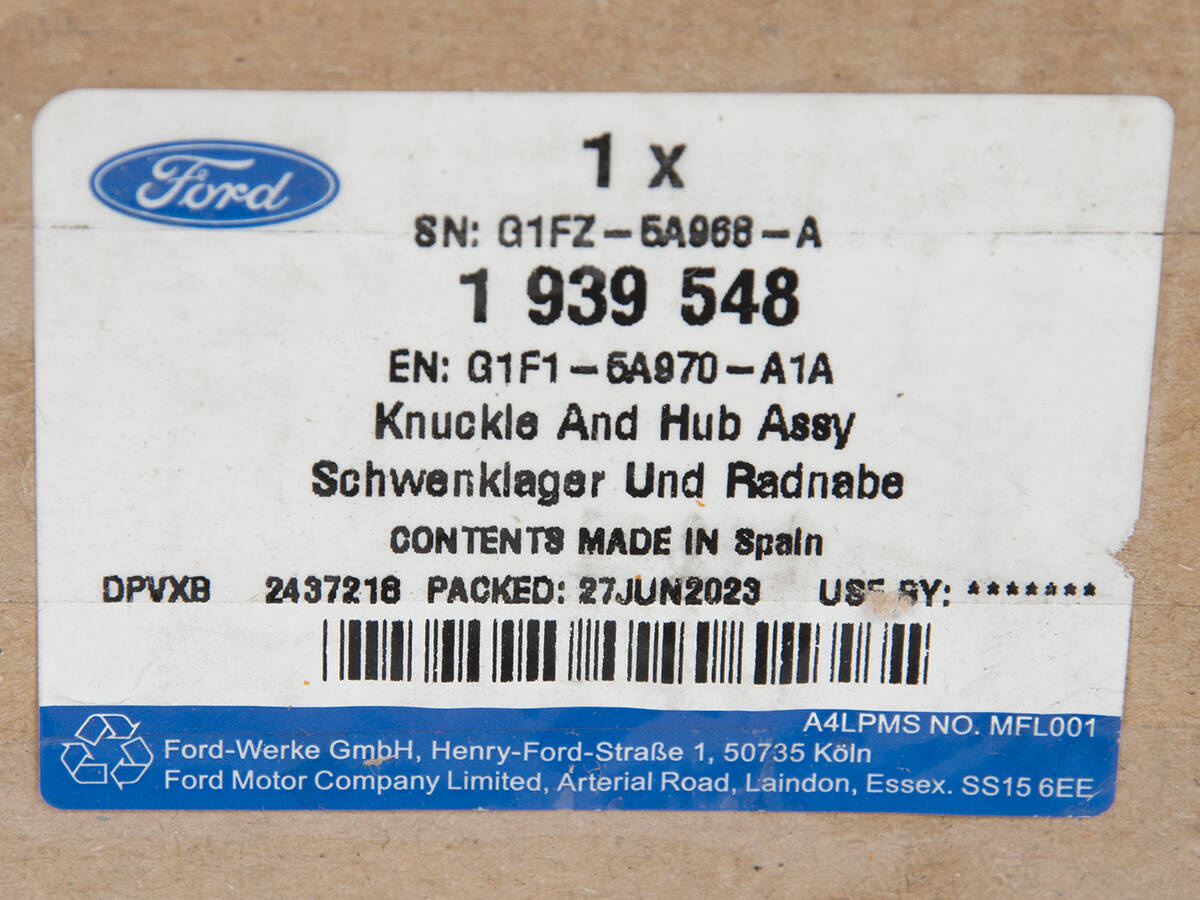 Ford
1 x
SN: G1FZ-5A968-A
1 939 548
EN: G1F1-5A970-A1A
Knuckle And Hub Assy
Schwenklager Und Radnabe
CONTENTS MADE IN Spain
DPVXB 2437218 PACKED: 27JUN2023 USE BY: *******
A4LPMS NO. MFL001
Ford-Werke GmbH, Henry-Ford-Straße 1, 50735 Köln
Ford Motor Company Limited, Arterial Road, Laindon, Essex. SS15 6EE